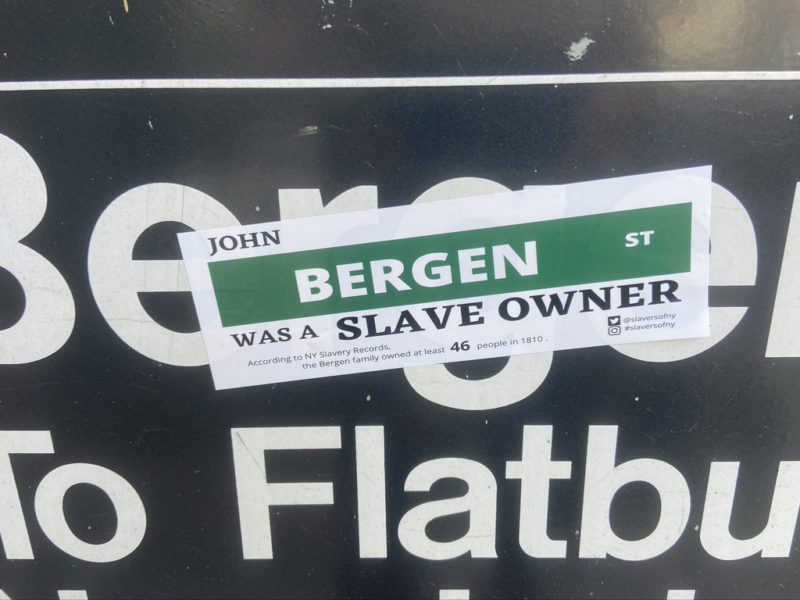 Bergen
JOHN
BERGEN ST
WAS A SLAVE OWNER
According to NY Slavery Records,
the Bergen family owned at least 46 people in 1810 .
@slaversofny
#slaversofny
To Flatbu